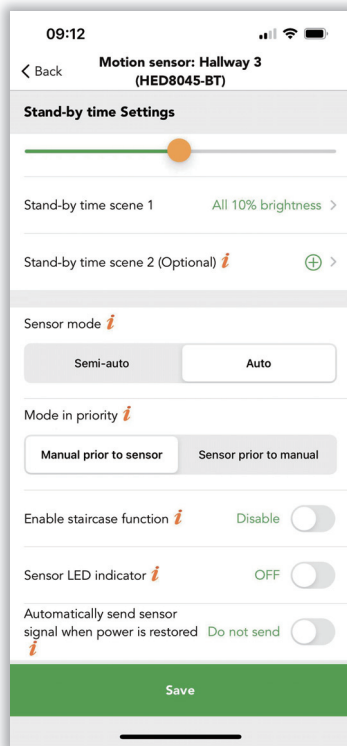 09:12
Back
Motion sensor: Hallway 3
(HED8045-BT)
Stand-by time Settings
Stand-by time scene 1 All 10% brightness
Stand-by time scene 2 (Optional) i
Sensor mode i
Semi-auto Auto
Mode in priority i
Manual prior to sensor Sensor prior to manual
Enable staircase function i Disable
Sensor LED indicator i OFF
Automatically send sensor
signal when power is restored Do not send
i
Save